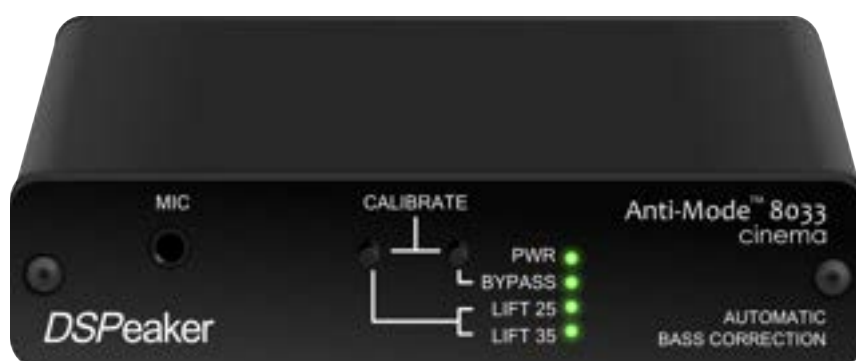 MIC
CALIBRATE
Anti-Mode™ 8033
cinema
PWR
BYPASS
LIFT 25
LIFT 35
DSPeaker
AUTOMATIC
BASS CORRECTION